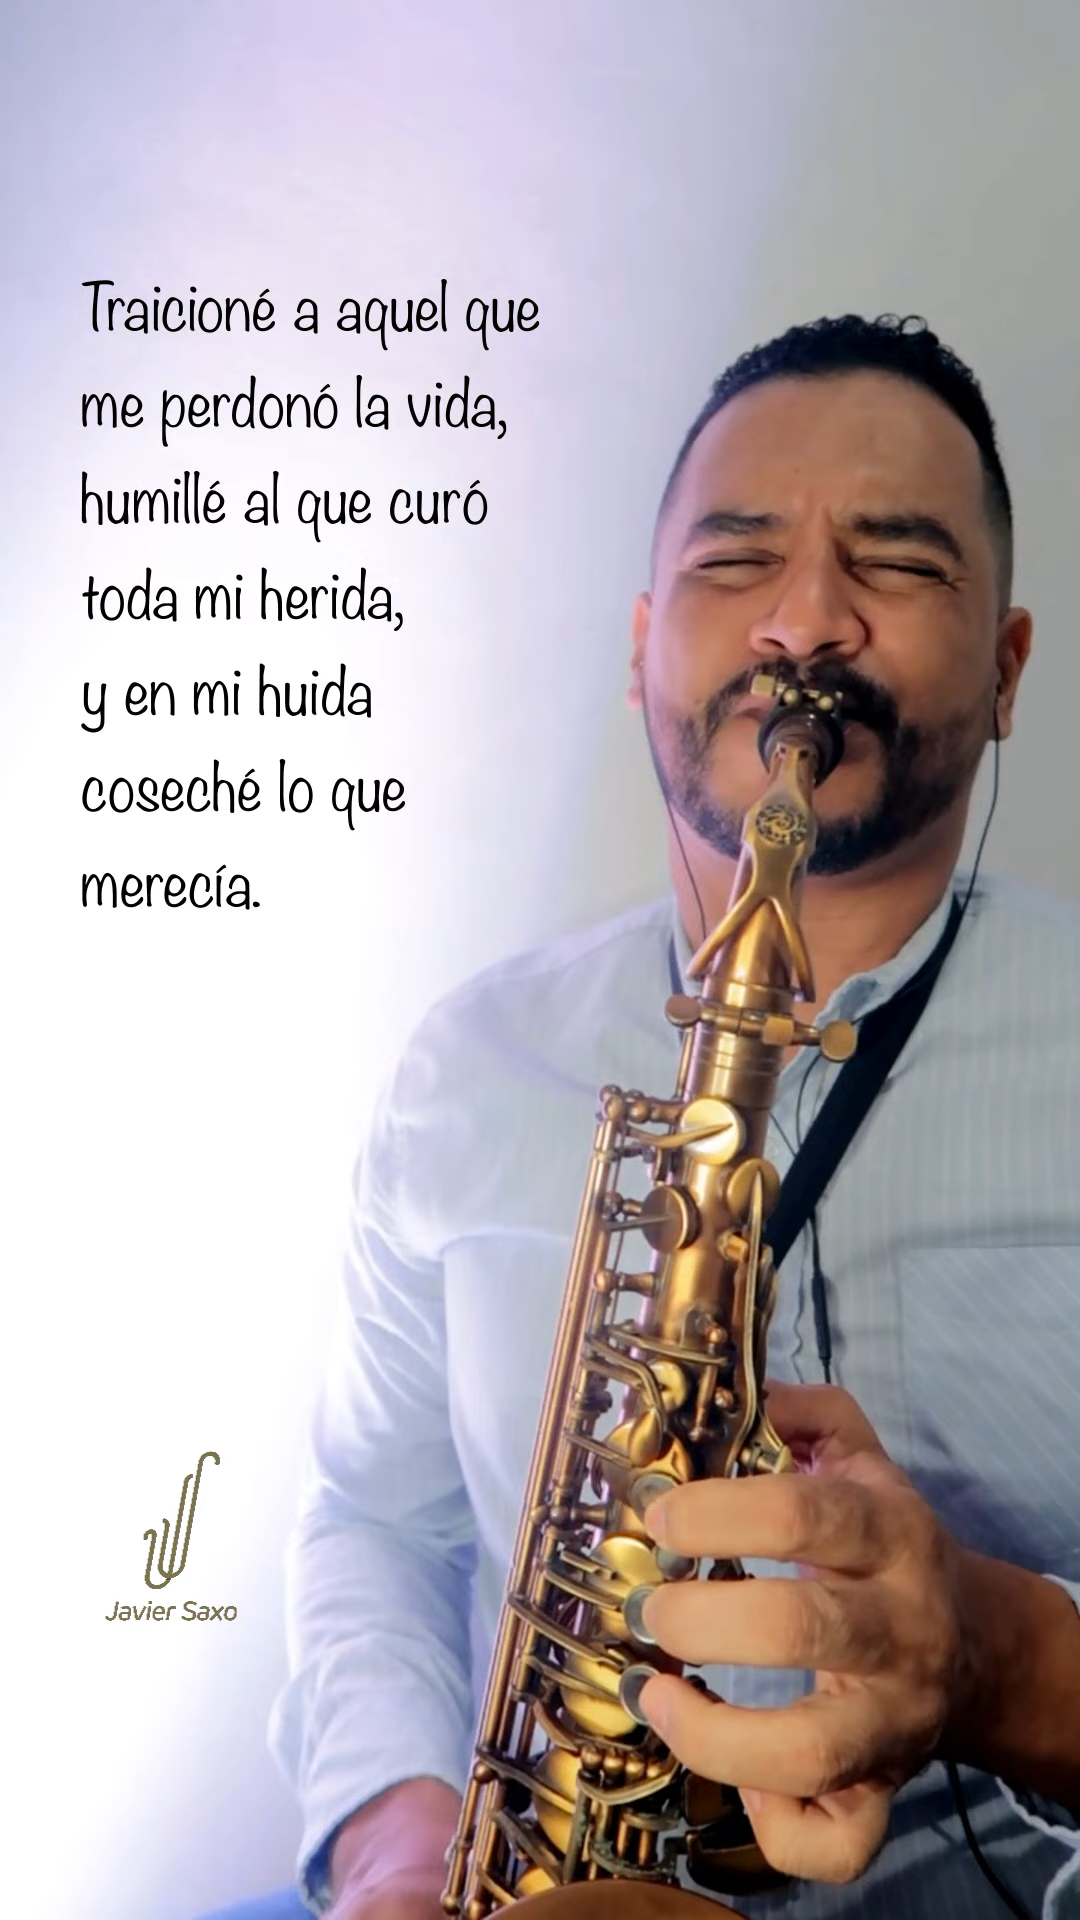 Traicioné a aquel que
me perdonó la vida,
humillé al que curó
toda mi herida,
y en mi huida
coseché lo que
merecía.
Javier Saxo